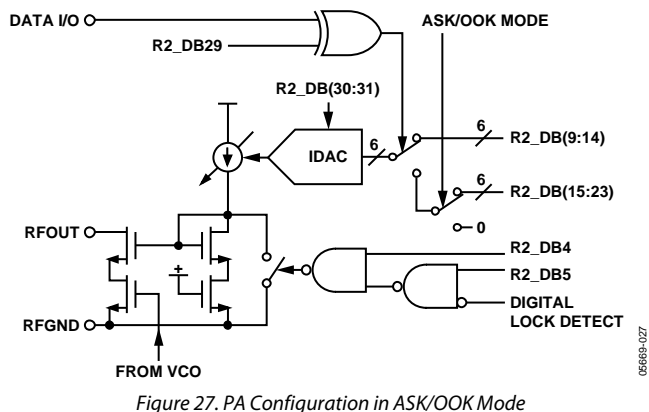 DATA I/O
ASK/OOK MODE
R2_DB29
R2_DB(30:31)
IDAC
6
6
R2_DB(9:14)
6
R2_DB(15:23)
0
RFOUT
R2_DB4
R2_DB5
DIGITAL
LOCK DETECT
RFGND
FROM VCO
05669-027
Figure 27. PA Configuration in ASK/OOK Mode